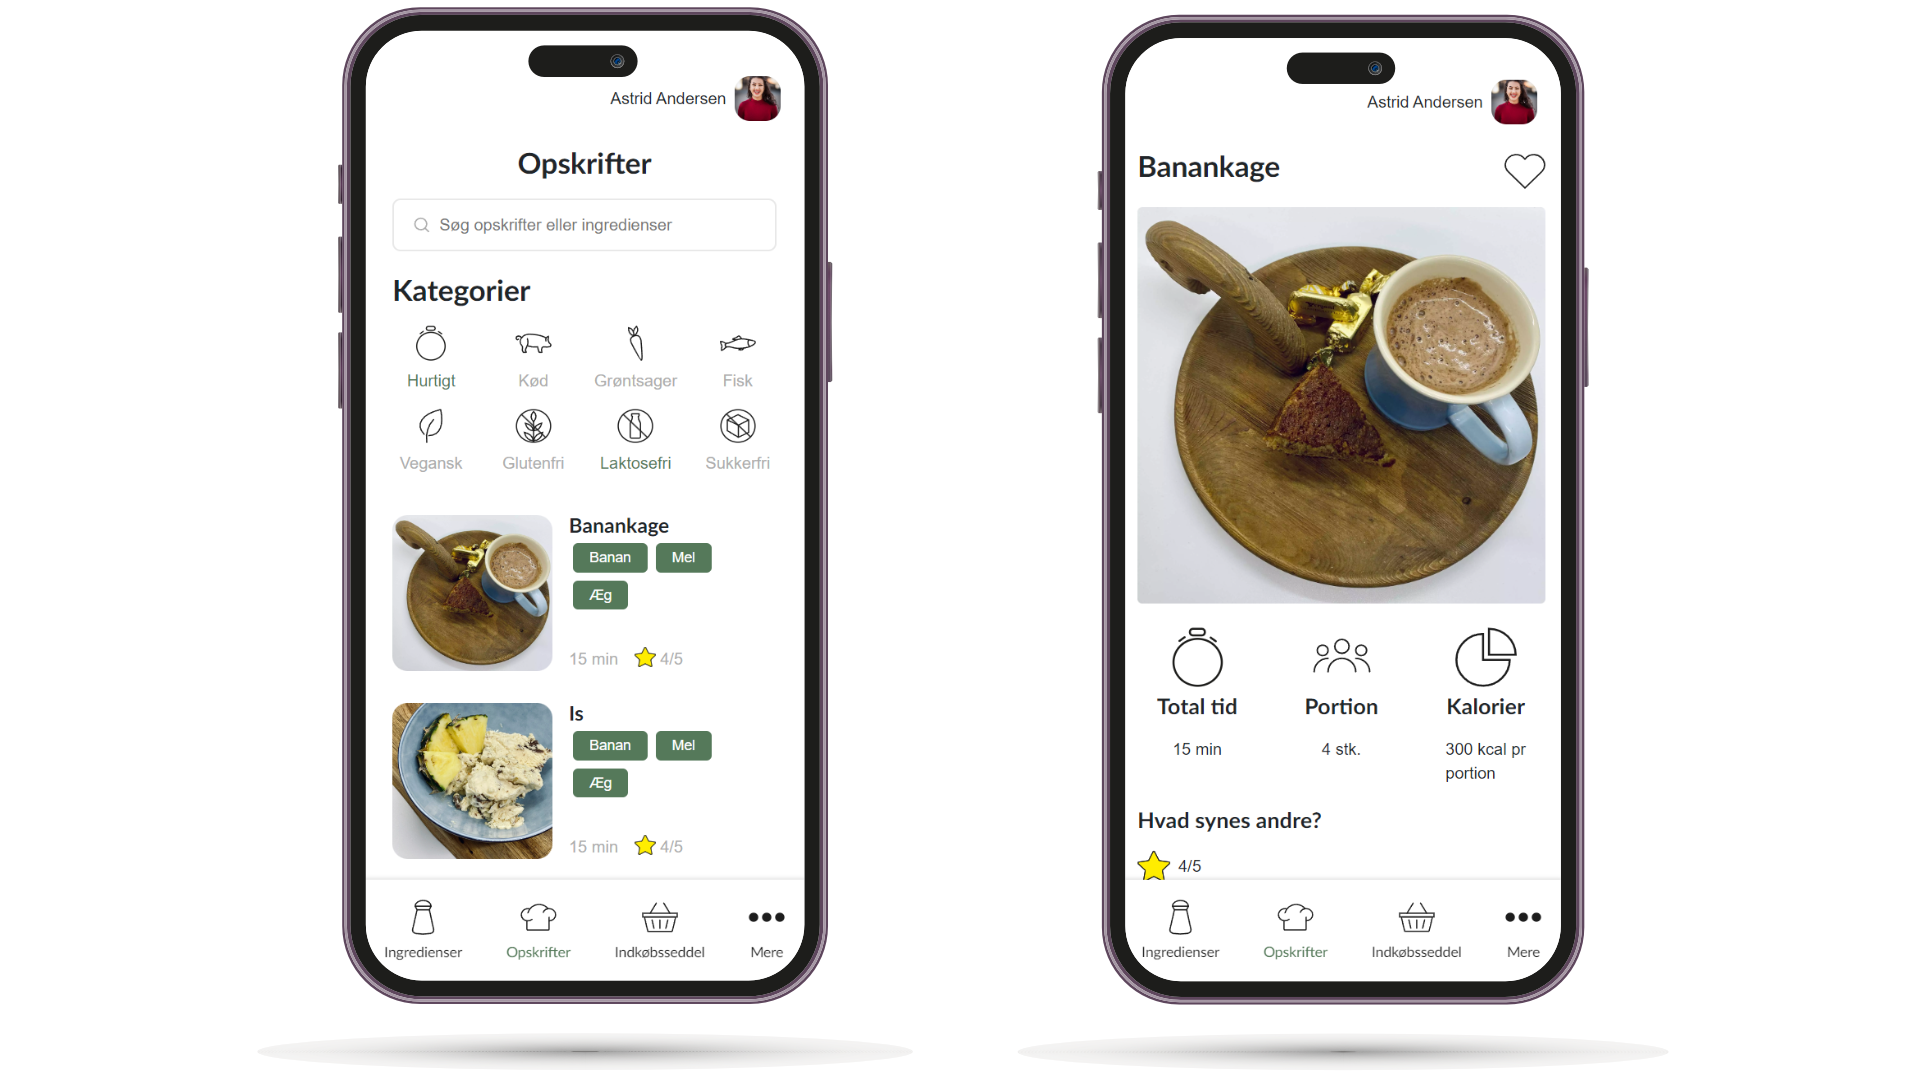 Astrid Andersen
Opskrifter
Søg opskrifter eller ingredienser
Kategorier
Hurtigt Kød Grøntsager Fisk
Vegansk Glutenfri Laktosefri Sukkerfri
Banankage
Banan Mel
Æg
15 min 4/5
Is
Banan Mel
Æg
15 min 4/5
Ingredienser Opskrifter Indkøbsseddel Mere
Astrid Andersen
Banankage
Total tid Portion Kalorier
15 min 4 stk. 300 kcal pr
portion
Hvad synes andre?
4/5
Ingredienser Opskrifter Indkøbsseddel Mere